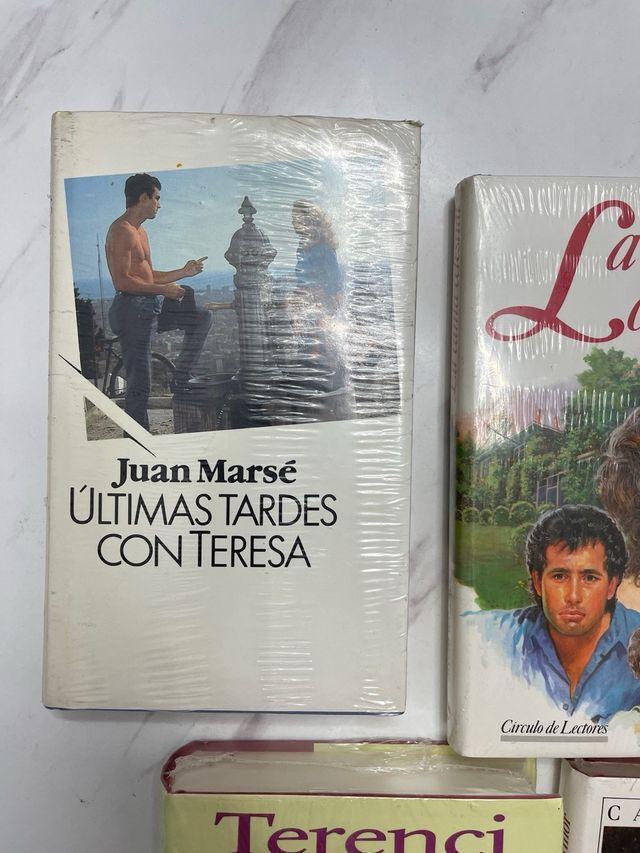 Juan Marsé
ÚLTIMAS TARDES
CON TERESA
La
Círculo de Lectores
Terenci